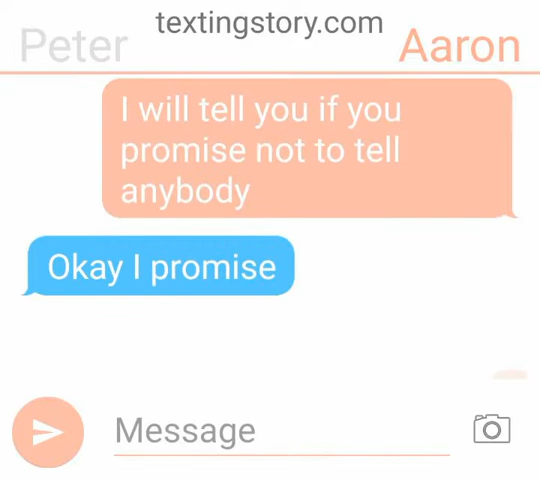 textingstory.com
Peter
Aaron
I will tell you if you
promise not to tell
anybody
Okay I promise
Message